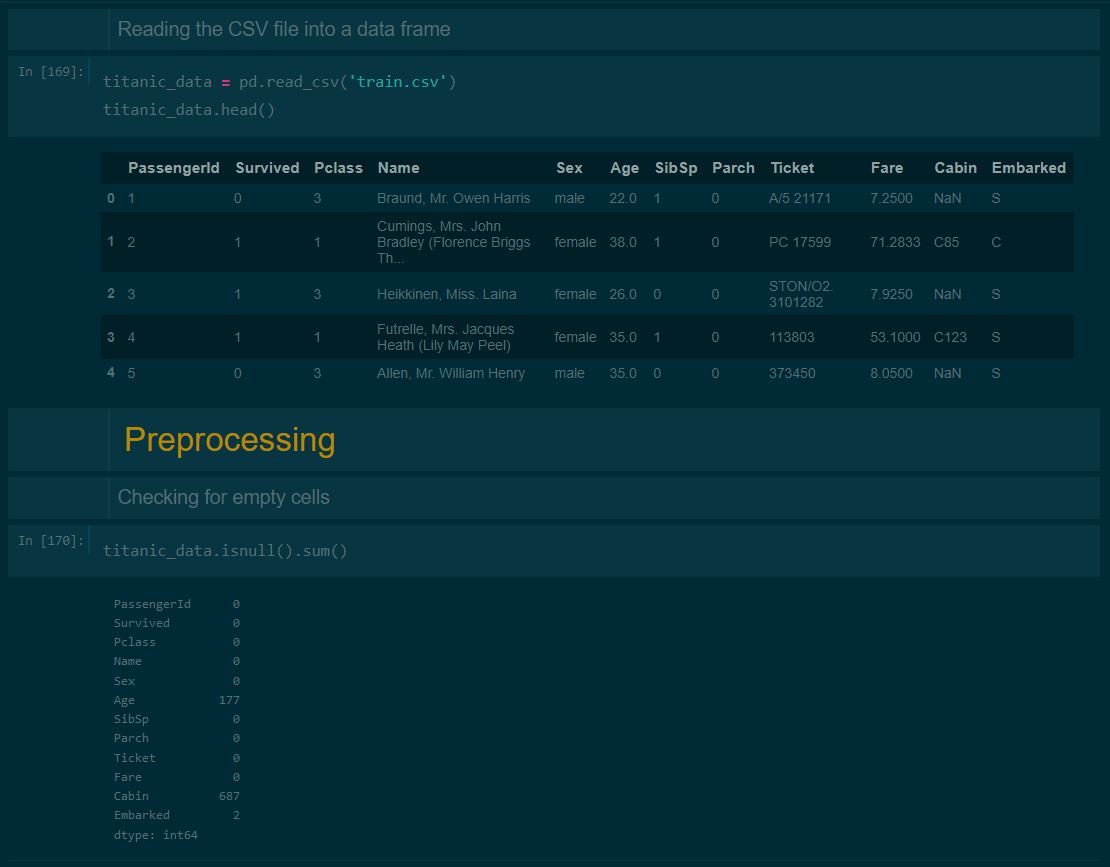 Reading the CSV file into a data frame
In [169]:
titanic_data = pd.read_csv('train.csv')
titanic_data.head()
PassengerId Survived Pclass Name Sex Age SibSp Parch Ticket Fare Cabin Embarked
0 1 0 3 Braund, Mr. Owen Harris male 22.0 1 0 A/5 21171 7.2500 NaN S
1 2 1 1 Cumings, Mrs. John Bradley (Florence Briggs Th... female 38.0 1 0 PC 17599 71.2833 C85 C
2 3 1 3 Heikkinen, Miss. Laina female 26.0 0 0 STON/O2. 3101282 7.9250 NaN S
3 4 1 1 Futrelle, Mrs. Jacques Heath (Lily May Peel) female 35.0 1 0 113803 53.1000 C123 S
4 5 0 3 Allen, Mr. William Henry male 35.0 0 0 373450 8.0500 NaN S
Preprocessing
Checking for empty cells
In [170]:
titanic_data.isnull().sum()
PassengerId 0
Survived 0
Pclass 0
Name 0
Sex 0
Age 177
SibSp 0
Parch 0
Ticket 0
Fare 0
Cabin 687
Embarked 2
dtype: int64